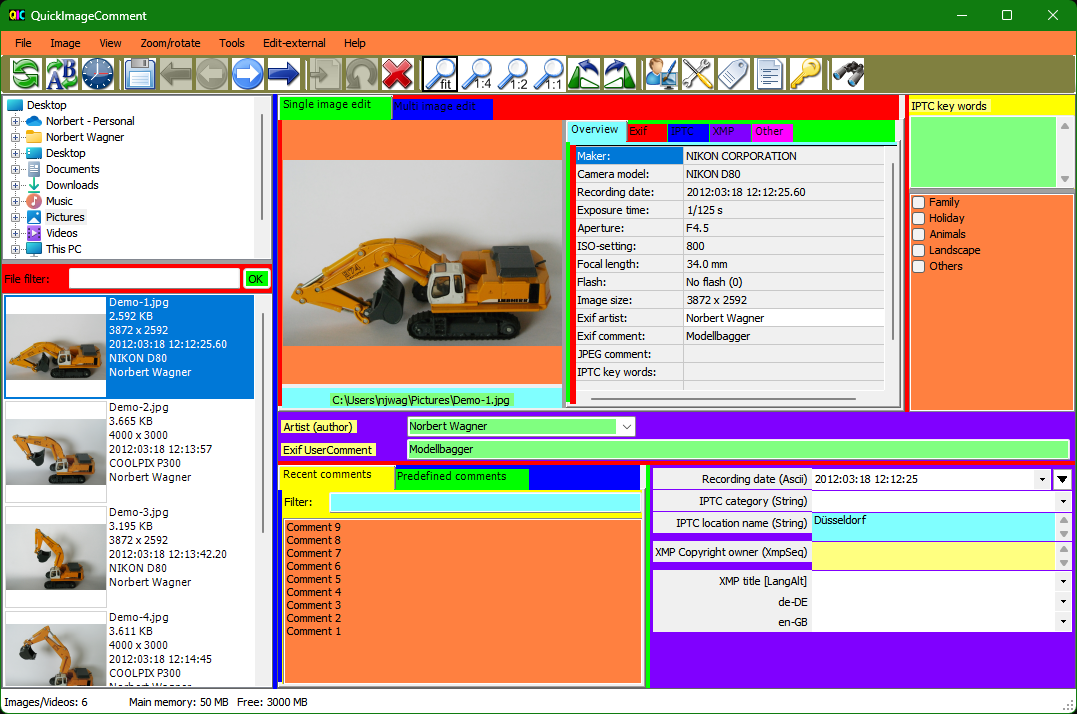 QIC QuickImageComment
File Image View Zoom/rotate Tools Edit-external Help
fit 1:4 1:2 1:1
Desktop
Norbert - Personal
Norbert Wagner
Desktop
Documents
Downloads
Music
Pictures
Videos
This PC
File filter: OK
Demo-1.jpg
2.592 KB
3872 x 2592
2012:03:18 12:12:25.60
NIKON D80
Norbert Wagner
Demo-2.jpg
3.665 KB
4000 x 3000
2012:03:18 12:13:57
COOLPIX P300
Norbert Wagner
Demo-3.jpg
3.195 KB
3872 x 2592
2012:03:18 12:13:42.20
NIKON D80
Norbert Wagner
Demo-4.jpg
3.611 KB
4000 x 3000
2012:03:18 12:14:45
COOLPIX P300
Norbert Wagner
Single image edit Multi image edit
LIEBHERR
C:\Users\njwag\Pictures\Demo-1.jpg
Overview Exif IPTC XMP Other
Maker: NIKON CORPORATION
Camera model: NIKON D80
Recording date: 2012:03:18 12:12:25.60
Exposure time: 1/125 s
Aperture: F4.5
ISO-setting: 800
Focal length: 34.0 mm
Flash: No flash (0)
Image size: 3872 x 2592
Exif artist: Norbert Wagner
Exif comment: Modellbagger
JPEG comment:
IPTC key words:
IPTC key words
Family
Holiday
Animals
Landscape
Others
Artist (author) Norbert Wagner
Exif UserComment Modellbagger
Recent comments Predefined comments
Filter:
Comment 9
Comment 8
Comment 7
Comment 6
Comment 5
Comment 4
Comment 3
Comment 2
Comment 1
Recording date (Ascii) 2012:03:18 12:12:25
IPTC category (String)
IPTC location name (String) Düsseldorf
XMP Copyright owner (XmpSeq)
XMP title [LangAlt]
de-DE
en-GB
Images/Videos: 6 Main memory: 50 MB Free: 3000 MB